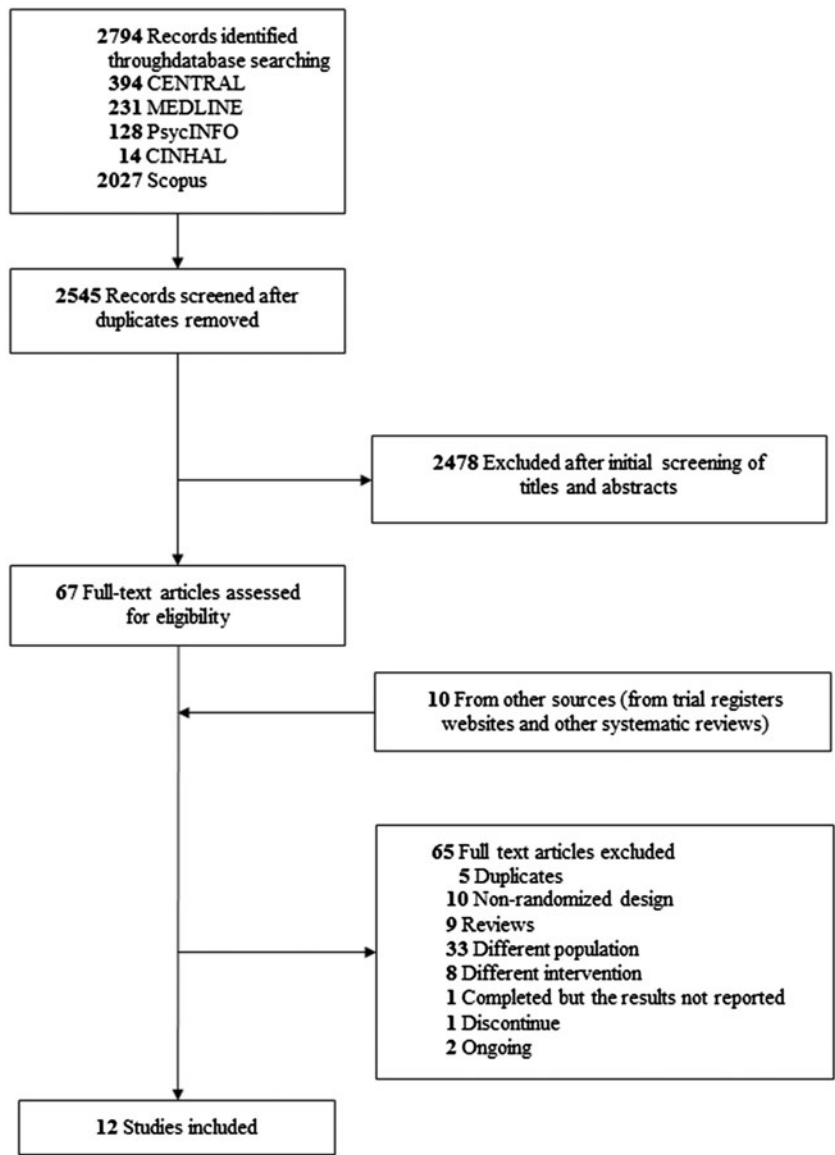 2794 Records identified
throughdatabase searching
394 CENTRAL
231 MEDLINE
128 PsycINFO
14 CINHAL
2027 Scopus
2545 Records screened after
duplicates removed
2478 Excluded after initial screening of
titles and abstracts
67 Full-text articles assessed
for eligibility
10 From other sources (from trial registers
websites and other systematic reviews)
65 Full text articles excluded
5 Duplicates
10 Non-randomized design
9 Reviews
33 Different population
8 Different intervention
1 Completed but the results not reported
1 Discontinue
2 Ongoing
12 Studies included